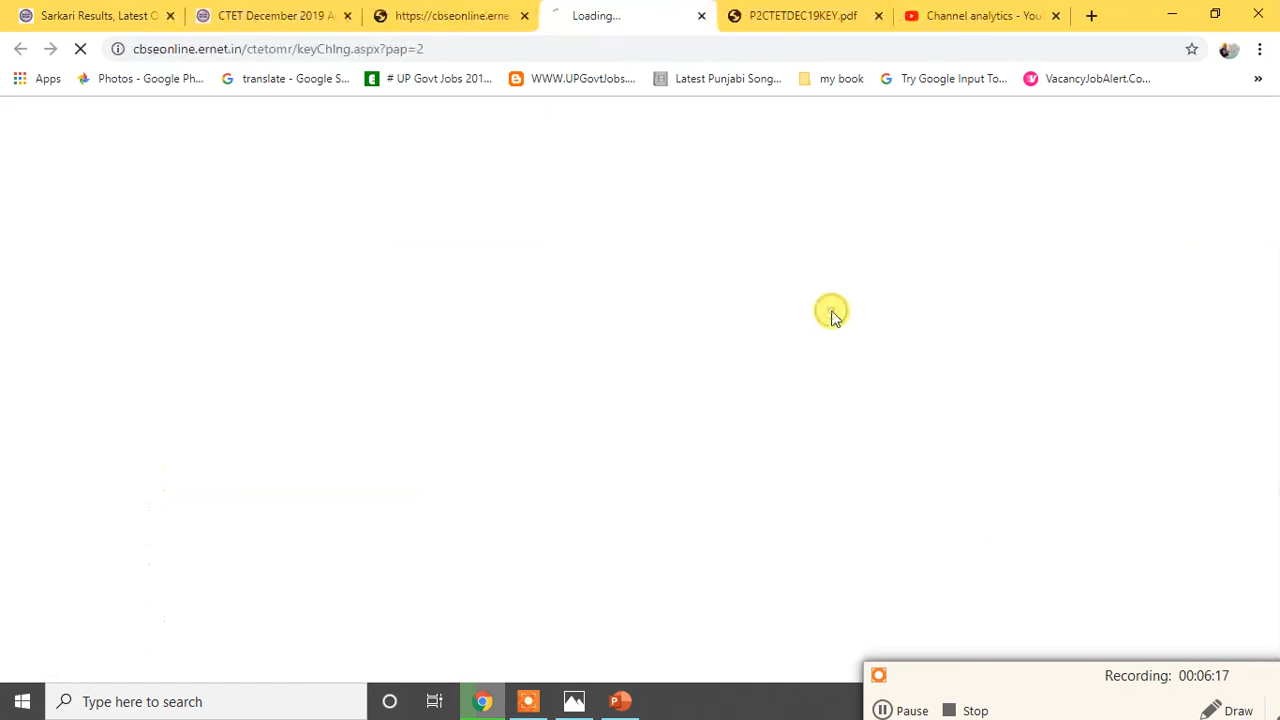 Sarkari Results, Latest O
CTET December 2019 A
https://cbseonline.erne
Loading...
P2CTETDEC19KEY.pdf
Channel analytics - You
cbseonline.ernet.in/ctetomr/keyChlng.aspx?pap=2
Apps
Photos - Google Ph...
translate - Google S...
# UP Govt Jobs 201...
WWW.UPGovtJobs....
Latest Punjabi Song...
my book
Try Google Input To...
VacancyJobAlert.Co...
Recording: 00:06:17
Type here to search
Pause
Stop
Draw